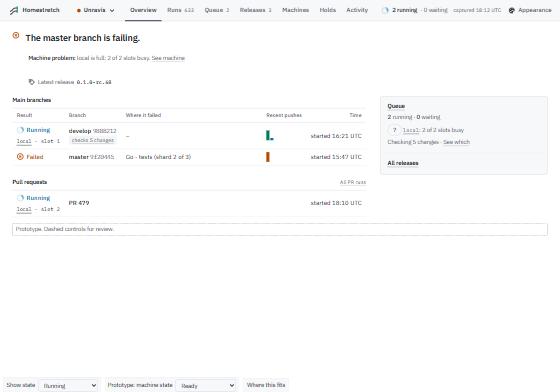 Homestretch
Unravis
Overview
Runs 633
Queue 2
Releases 3
Machines
Holds
Activity
2 running · 0 waiting
captured 18:12 UTC
Appearance
The master branch is failing.
Machine problem: local is full; 2 of 2 slots busy. See machine
Latest release 0.1.0-rc.68
Main branches
Result Branch Where it failed Recent pushes Time
Running
local · slot 1
develop 9888212
checks 5 changes
–
started 16:21 UTC
Failed
master
Go · tests (shard 2 of 3)
started 15:47 UTC
Pull requests
All PR runs
Running
local · slot 2
PR 479
started 18:10 UTC
Queue
2 running · 0 waiting
? local: 2 of 2 slots busy
Checking 5 changes · See which
All releases
Prototype. Dashed controls for review.
Show state Running
Prototype: machine state Ready
Where this fits